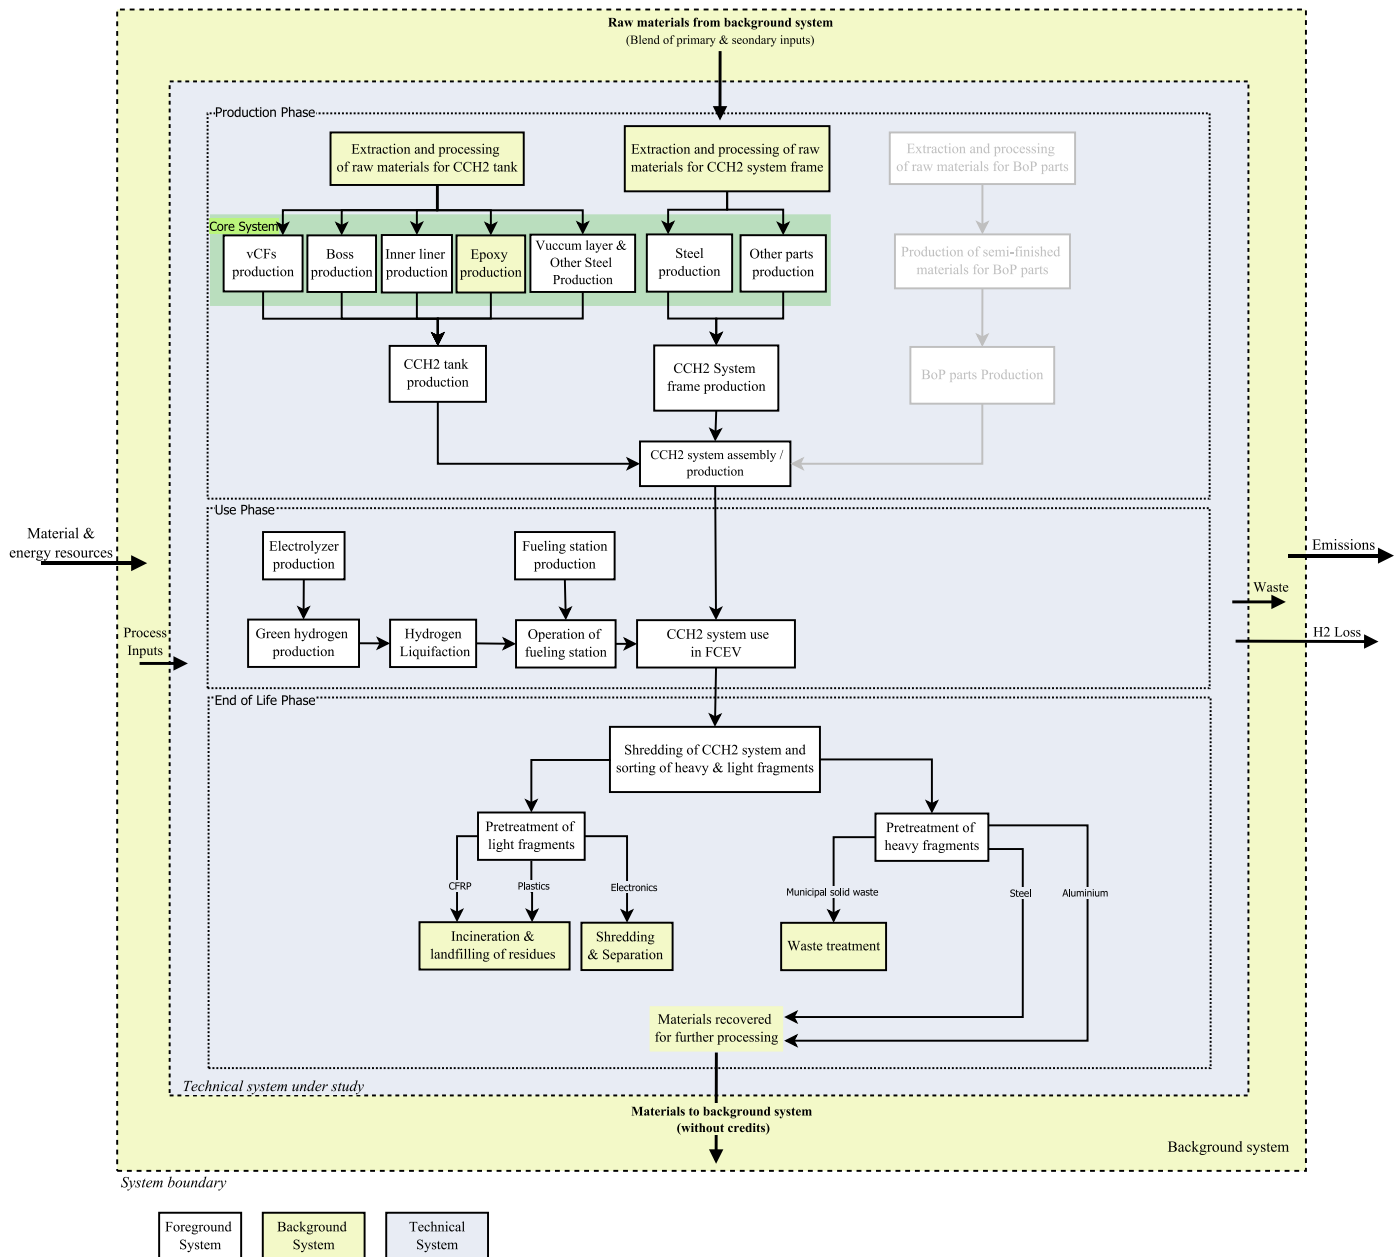 Raw materials from background system
(Blend of primary & seondary inputs)
Production Phase
Extraction and processing
of raw materials for CCH2 tank
Extraction and processing of raw
materials for CCH2 system frame
Extraction and processing
of raw materials for BoP parts
Core System
vCFs
production
Boss
production
Inner liner
production
Epoxy
production
Vuccum layer &
Other Steel
Production
Steel
production
Other parts
production
Production of semi-finished
materials for BoP parts
CCH2 tank
production
CCH2 System
frame production
BoP parts Production
CCH2 system assembly /
production
Use Phase
Material &
energy resources
Process
Inputs
Electrolyzer
production
Fueling station
production
Green hydrogen
production
Hydrogen
Liquifaction
Operation of
fueling station
CCH2 system use
in FCEV
Emissions
Waste
H2 Loss
End of Life Phase
Shredding of CCH2 system and
sorting of heavy & light fragments
Pretreatment of
light fragments
Pretreatment of
heavy fragments
CFRP
Plastics
Electronics
Municipal solid waste
Steel
Aluminium
Incineration &
landfilling of residues
Shredding
& Separation
Waste treatment
Materials recovered
for further processing
Technical system under study
Materials to background system
(without credits)
Background system
System boundary
Foreground
System
Background
System
Technical
System